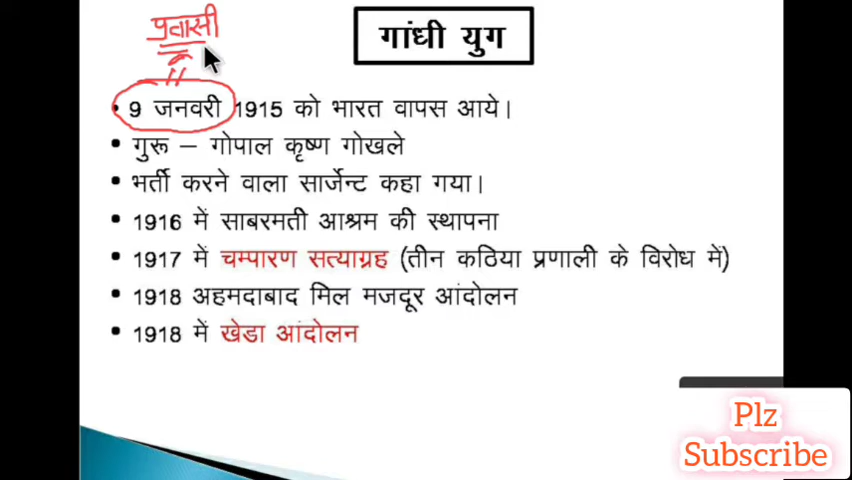 प्रवासी
गांधी युग
• 9 जनवरी 1915 को भारत वापस आये।
• गुरू – गोपाल कृष्ण गोखले
• भर्ती करने वाला सार्जेन्ट कहा गया।
• 1916 में साबरमती आश्रम की स्थापना
• 1917 में चम्पारण सत्याग्रह (तीन कठिया प्रणाली के विरोध में)
• 1918 अहमदाबाद मिल मजदूर आंदोलन
• 1918 में खेडा आंदोलन
Plz
Subscribe